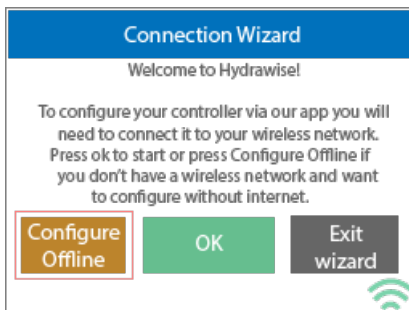 Connection Wizard
Welcome to Hydrawise!
To configure your controller via our app you will
need to connect it to your wireless network.
Press ok to start or press Configure Offline if
you don't have a wireless network and want
to configure without internet.
Configure
Offline
OK
Exit
wizard